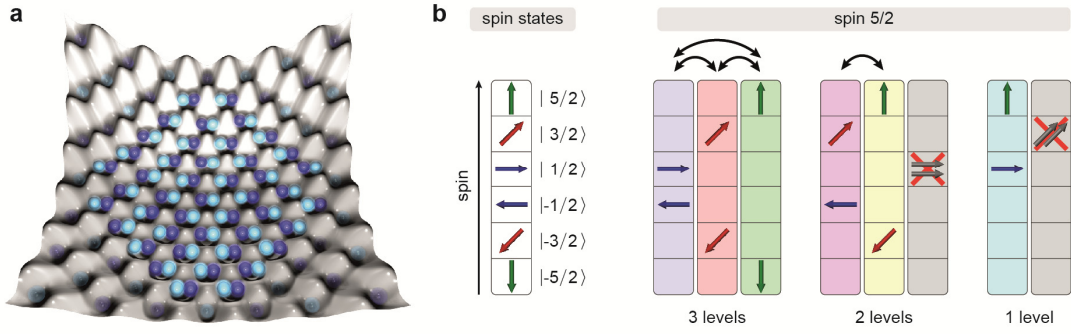 a
b
spin states
spin 5/2
spin
| 5/2⟩
| 3/2⟩
| 1/2⟩
|-1/2⟩
|-3/2⟩
|-5/2⟩
3 levels
2 levels
1 level